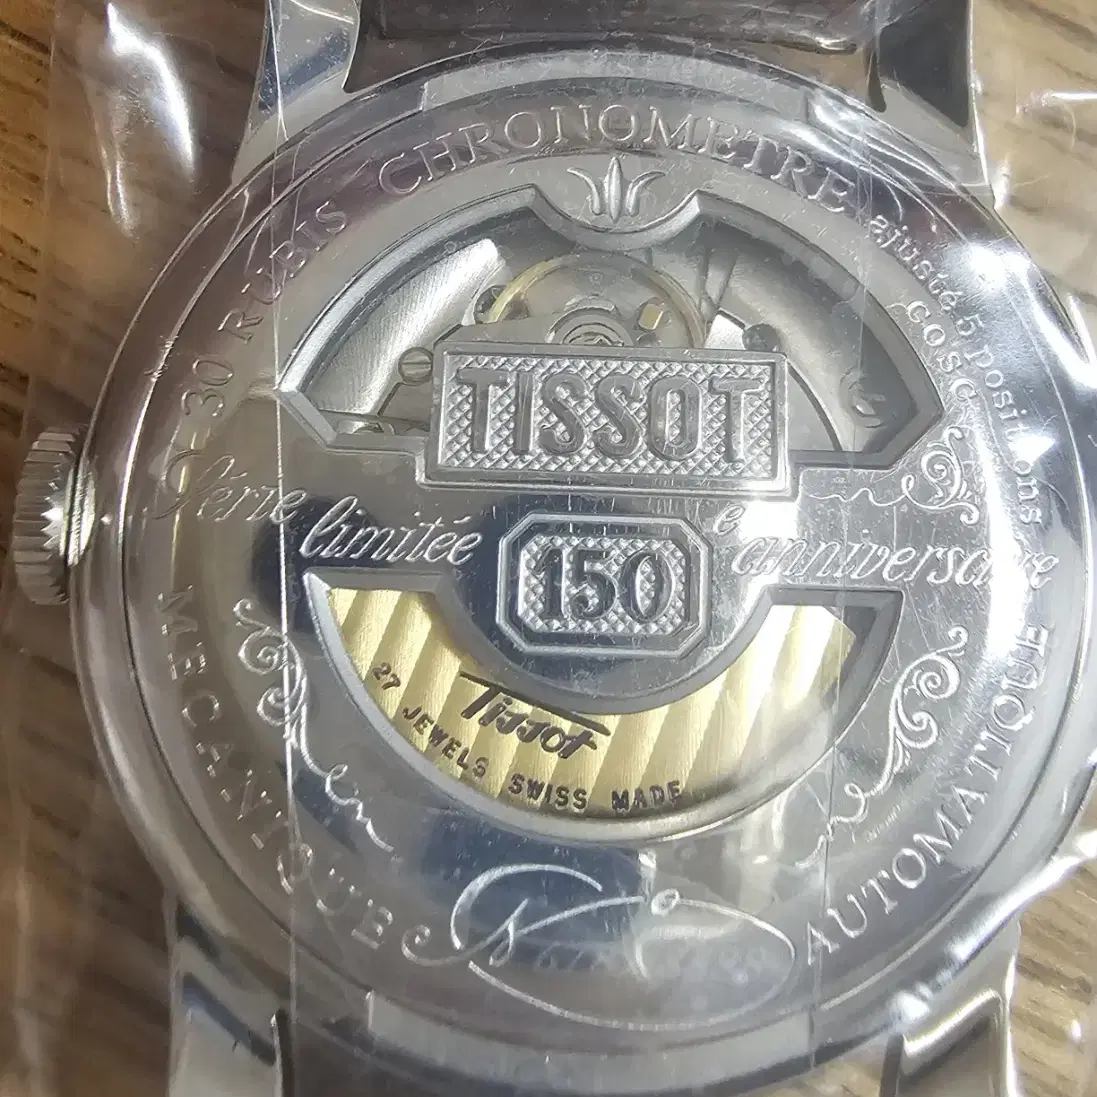 30 RUBIS CHRONOMETRE ajusté 5 positions
COSC
TISSOT
Série limitée 150 e anniversaire
27 JEWELS SWISS MADE
Tissot
MECANIQUE AUTOMATIQUE
N°